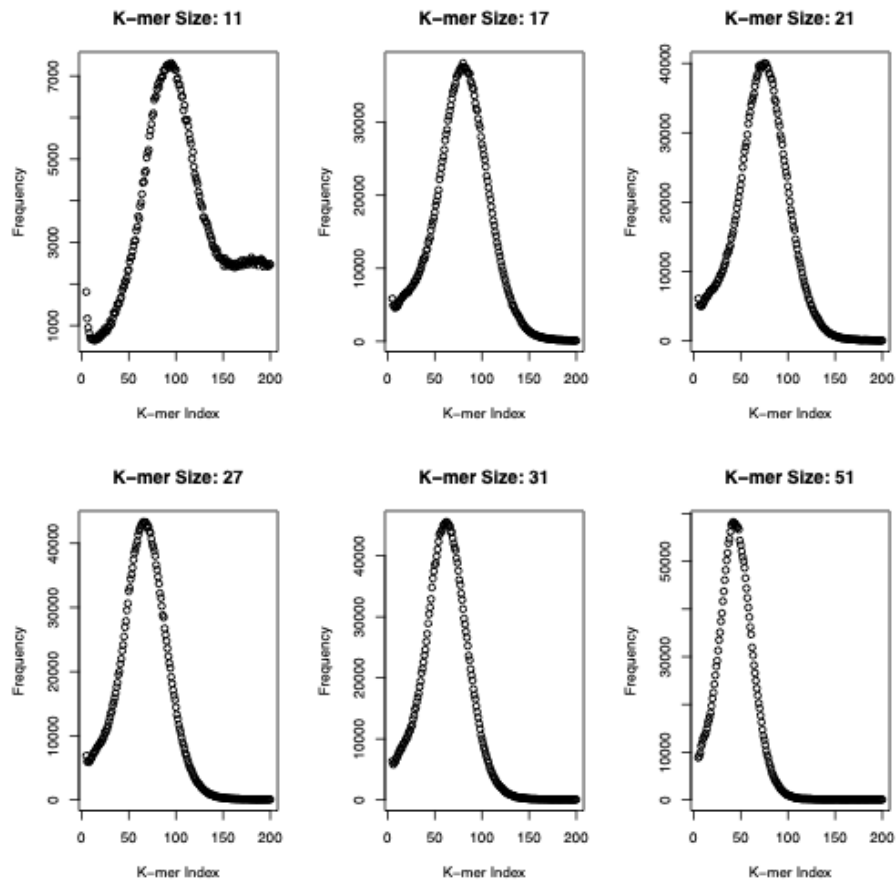 K-mer Size: 11
K-mer Size: 17
K-mer Size: 21
Frequency
1000
3000
5000
7000
0 50 100 150 200
K-mer Index
Frequency
0
10000
20000
30000
0 50 100 150 200
K-mer Index
Frequency
0
10000
20000
30000
40000
0 50 100 150 200
K-mer Index
K-mer Size: 27
K-mer Size: 31
K-mer Size: 51
Frequency
0
10000
20000
30000
40000
0 50 100 150 200
K-mer Index
Frequency
0
10000
20000
30000
40000
0 50 100 150 200
K-mer Index
Frequency
0
10000
30000
50000
0 50 100 150 200
K-mer Index